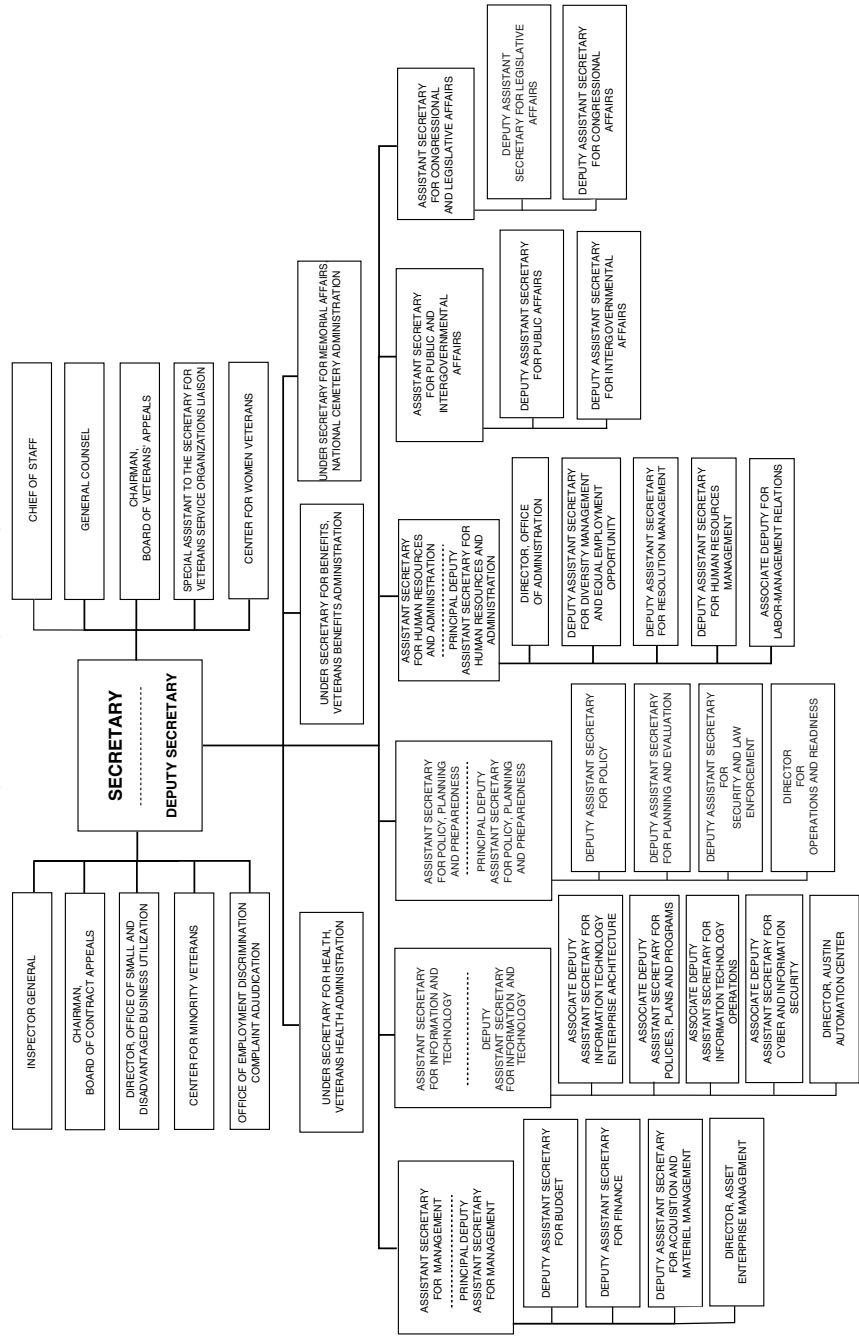 SECRETARY
DEPUTY SECRETARY
INSPECTOR GENERAL
CHAIRMAN,
BOARD OF CONTRACT APPEALS
DIRECTOR, OFFICE OF SMALL AND
DISADVANTAGED BUSINESS UTILIZATION
CENTER FOR MINORITY VETERANS
OFFICE OF EMPLOYMENT DISCRIMINATION
COMPLAINT ADJUDICATION
CHIEF OF STAFF
GENERAL COUNSEL
CHAIRMAN,
BOARD OF VETERANS' APPEALS
SPECIAL ASSISTANT TO THE SECRETARY FOR
VETERANS SERVICE ORGANIZATIONS LIAISON
CENTER FOR WOMEN VETERANS
UNDER SECRETARY FOR HEALTH,
VETERANS HEALTH ADMINISTRATION
UNDER SECRETARY FOR BENEFITS,
VETERANS BENEFITS ADMINISTRATION
UNDER SECRETARY FOR MEMORIAL AFFAIRS,
NATIONAL CEMETERY ADMINISTRATION
ASSISTANT SECRETARY
FOR MANAGEMENT
PRINCIPAL DEPUTY
ASSISTANT SECRETARY
FOR MANAGEMENT
DEPUTY ASSISTANT SECRETARY
FOR BUDGET
DEPUTY ASSISTANT SECRETARY
FOR FINANCE
DEPUTY ASSISTANT SECRETARY
FOR ACQUISITION AND
MATERIEL MANAGEMENT
DIRECTOR, ASSET
ENTERPRISE MANAGEMENT
ASSISTANT SECRETARY
FOR INFORMATION AND
TECHNOLOGY
DEPUTY
ASSISTANT SECRETARY
FOR INFORMATION AND
TECHNOLOGY
ASSOCIATE DEPUTY
ASSISTANT SECRETARY FOR
INFORMATION TECHNOLOGY
ENTERPRISE ARCHITECTURE
ASSOCIATE DEPUTY
ASSISTANT SECRETARY FOR
POLICIES, PLANS AND PROGRAMS
ASSOCIATE DEPUTY
ASSISTANT SECRETARY FOR
INFORMATION TECHNOLOGY
OPERATIONS
ASSOCIATE DEPUTY
ASSISTANT SECRETARY FOR
CYBER AND INFORMATION
SECURITY
DIRECTOR, AUSTIN
AUTOMATION CENTER
ASSISTANT SECRETARY
FOR POLICY, PLANNING
AND PREPAREDNESS
PRINCIPAL DEPUTY
ASSISTANT SECRETARY
FOR POLICY, PLANNING
AND PREPAREDNESS
DEPUTY ASSISTANT SECRETARY
FOR POLICY
DEPUTY ASSISTANT SECRETARY
FOR PLANNING AND EVALUATION
DEPUTY ASSISTANT SECRETARY
FOR
SECURITY AND LAW
ENFORCEMENT
DIRECTOR
FOR
OPERATIONS AND READINESS
ASSISTANT SECRETARY
FOR HUMAN RESOURCES
AND ADMINISTRATION
PRINCIPAL DEPUTY
ASSISTANT SECRETARY FOR
HUMAN RESOURCES AND
ADMINISTRATION
DIRECTOR, OFFICE
OF ADMINISTRATION
DEPUTY ASSISTANT SECRETARY
FOR DIVERSITY MANAGEMENT
AND EQUAL EMPLOYMENT
OPPORTUNITY
DEPUTY ASSISTANT SECRETARY
FOR RESOLUTION MANAGEMENT
DEPUTY ASSISTANT SECRETARY
FOR HUMAN RESOURCES
MANAGEMENT
ASSOCIATE DEPUTY FOR
LABOR-MANAGEMENT RELATIONS
ASSISTANT SECRETARY
FOR PUBLIC AND
INTERGOVERNMENTAL
AFFAIRS
DEPUTY ASSISTANT SECRETARY
FOR PUBLIC AFFAIRS
DEPUTY ASSISTANT SECRETARY
FOR INTERGOVERNMENTAL
AFFAIRS
ASSISTANT SECRETARY
FOR CONGRESSIONAL
AND LEGISLATIVE AFFAIRS
DEPUTY ASSISTANT
SECRETARY FOR LEGISLATIVE
AFFAIRS
DEPUTY ASSISTANT SECRETARY
FOR CONGRESSIONAL
AFFAIRS